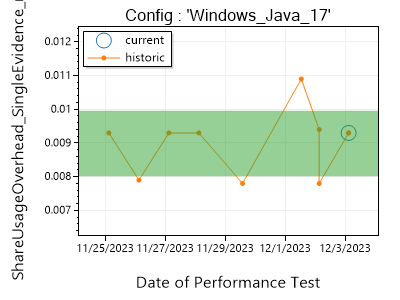 Config : 'Windows_Java_17'
ShareUsageOverhead_SingleEvidence_
current
historic
0.012
0.011
0.01
0.009
0.008
0.007
11/25/2023
11/27/2023
11/29/2023
12/1/2023
12/3/2023
Date of Performance Test